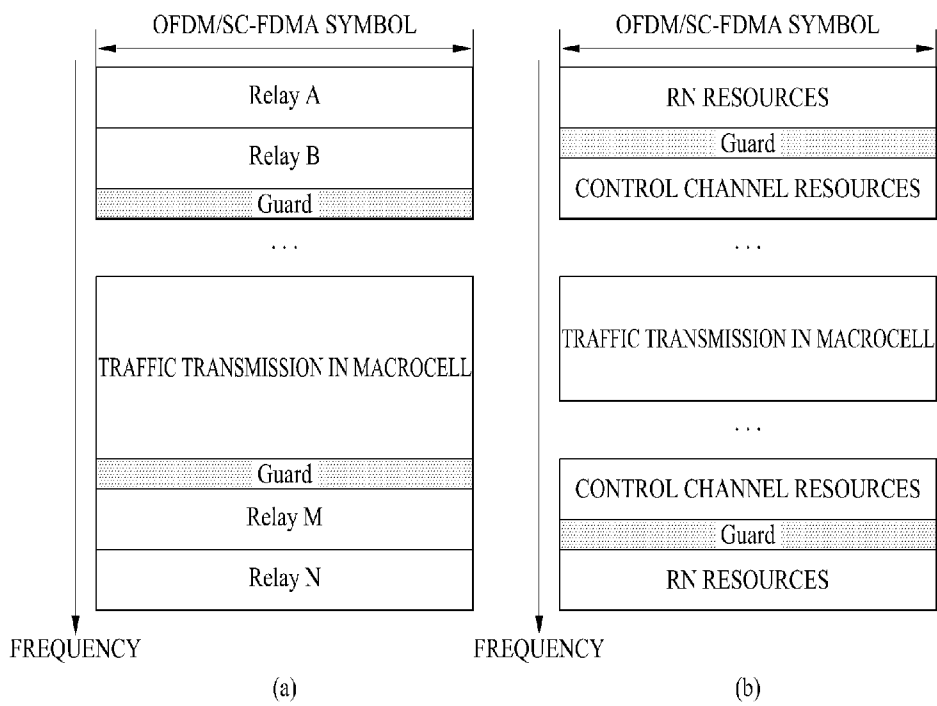 OFDM/SC-FDMA SYMBOL
Relay A
Relay B
Guard
...
TRAFFIC TRANSMISSION IN MACROCELL
Guard
Relay M
Relay N
FREQUENCY
(a)
OFDM/SC-FDMA SYMBOL
RN RESOURCES
Guard
CONTROL CHANNEL RESOURCES
...
TRAFFIC TRANSMISSION IN MACROCELL
...
CONTROL CHANNEL RESOURCES
Guard
RN RESOURCES
FREQUENCY
(b)